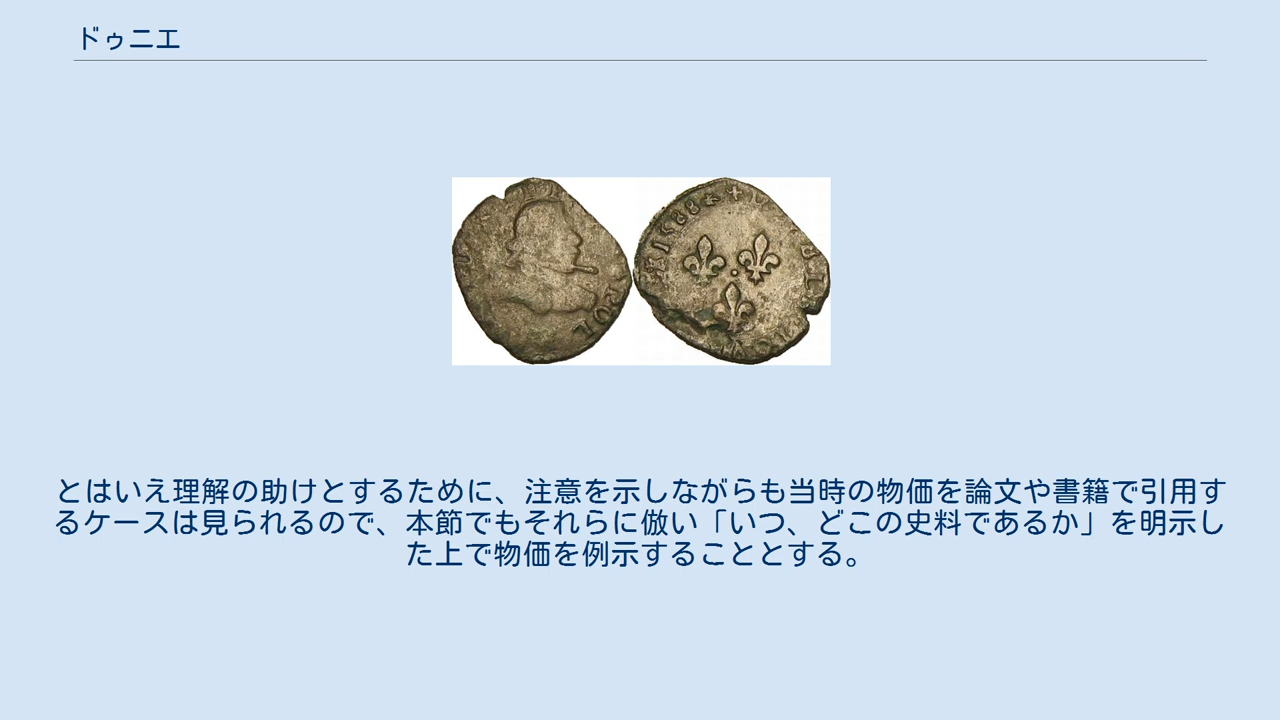 ドゥニエ
1588
POL
とはいえ理解の助けとするために、注意を示しながらも当時の物価を論文や書籍で引用す
るケースは見られるので、本節でもそれらに倣い「いつ、どこの史料であるか」を明示し
た上で物価を例示することとする。